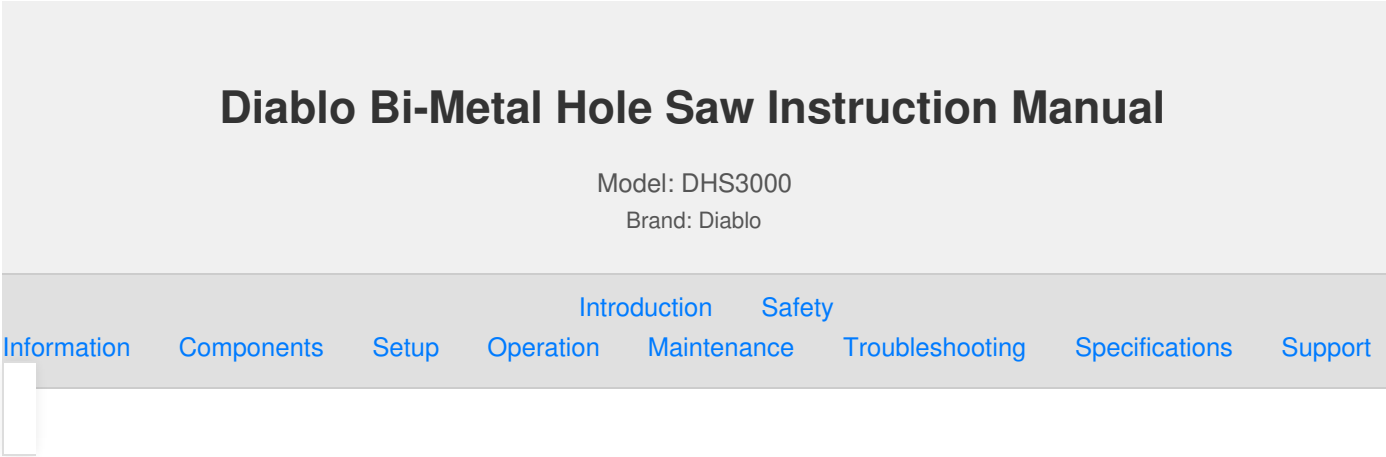 Diablo Bi-Metal Hole Saw Instruction Manual
Model: DHS3000
Brand: Diablo
Introduction Safety
Information Components Setup Operation Maintenance Troubleshooting Specifications Support